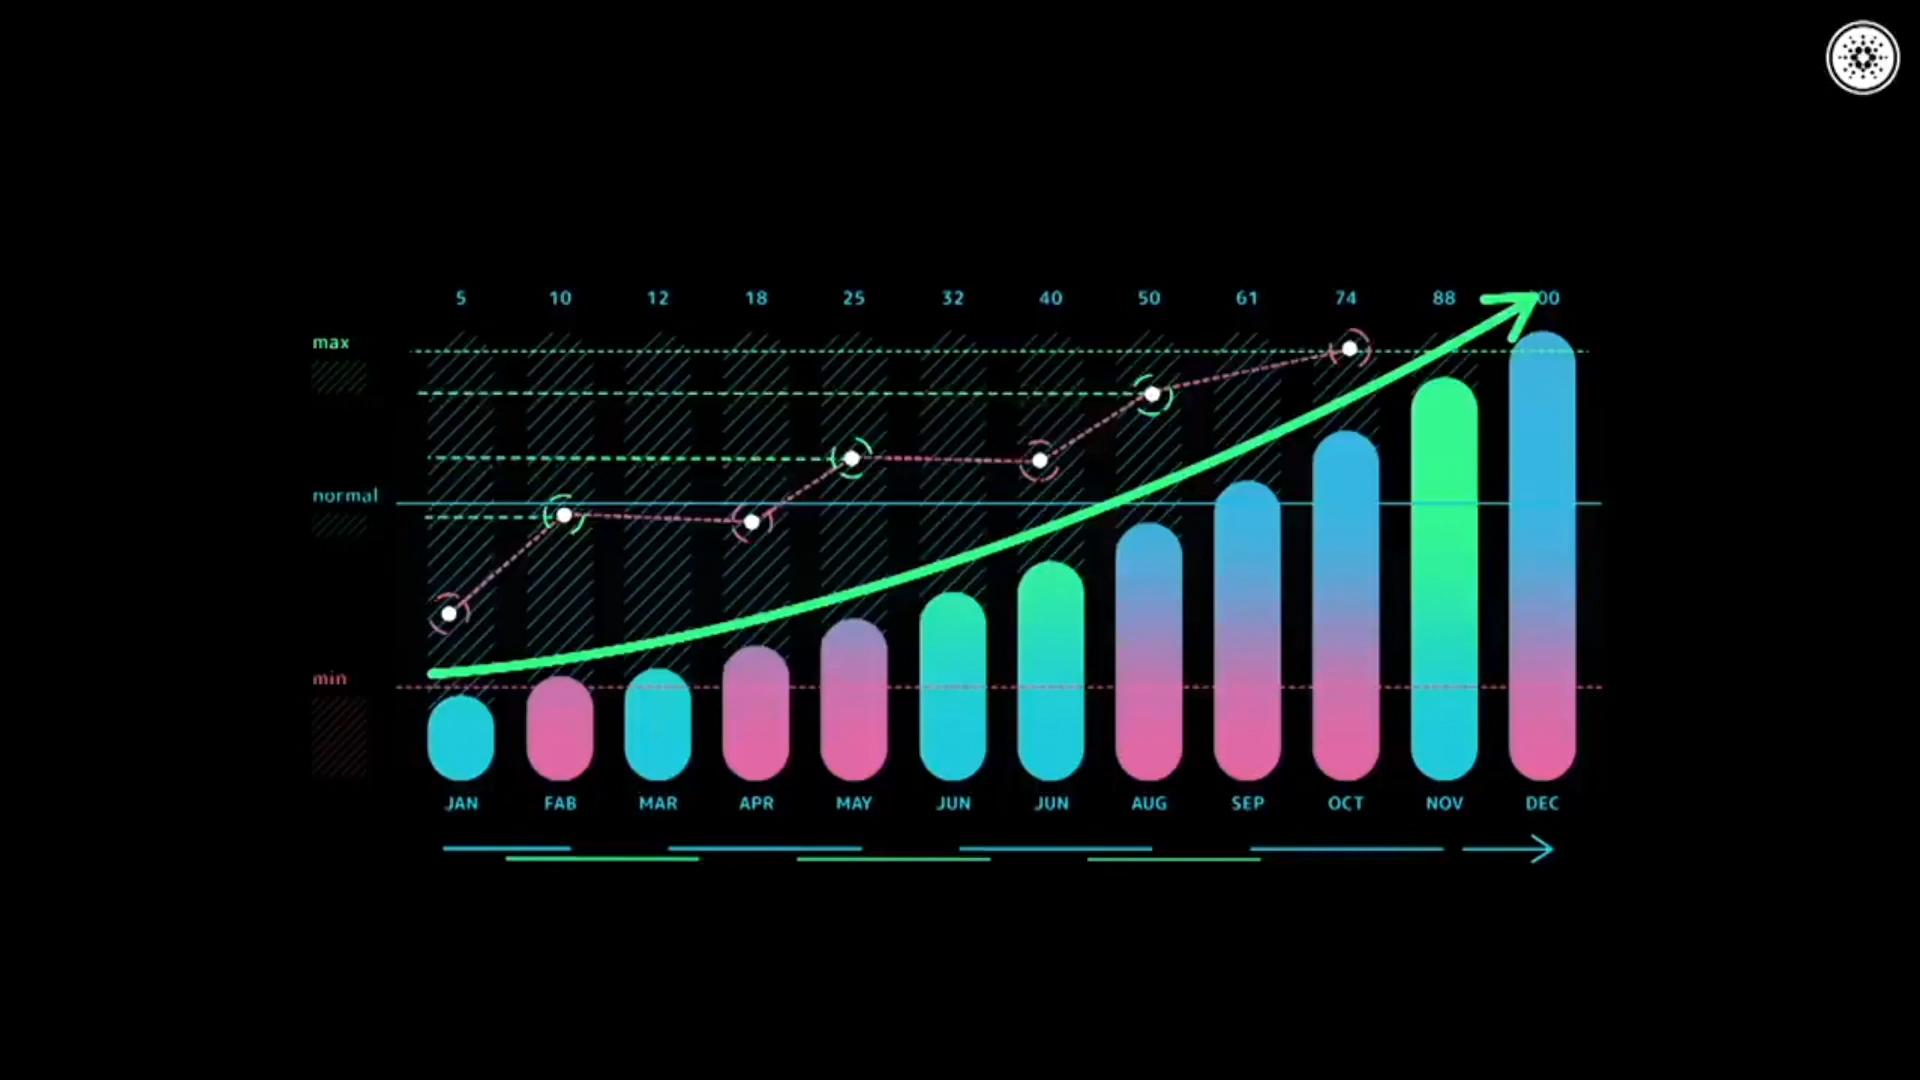 5 10 12 18 25 32 40 50 61 74 88 00
max
normal
min
JAN FAB MAR APR MAY JUN JUN AUG SEP OCT NOV DEC